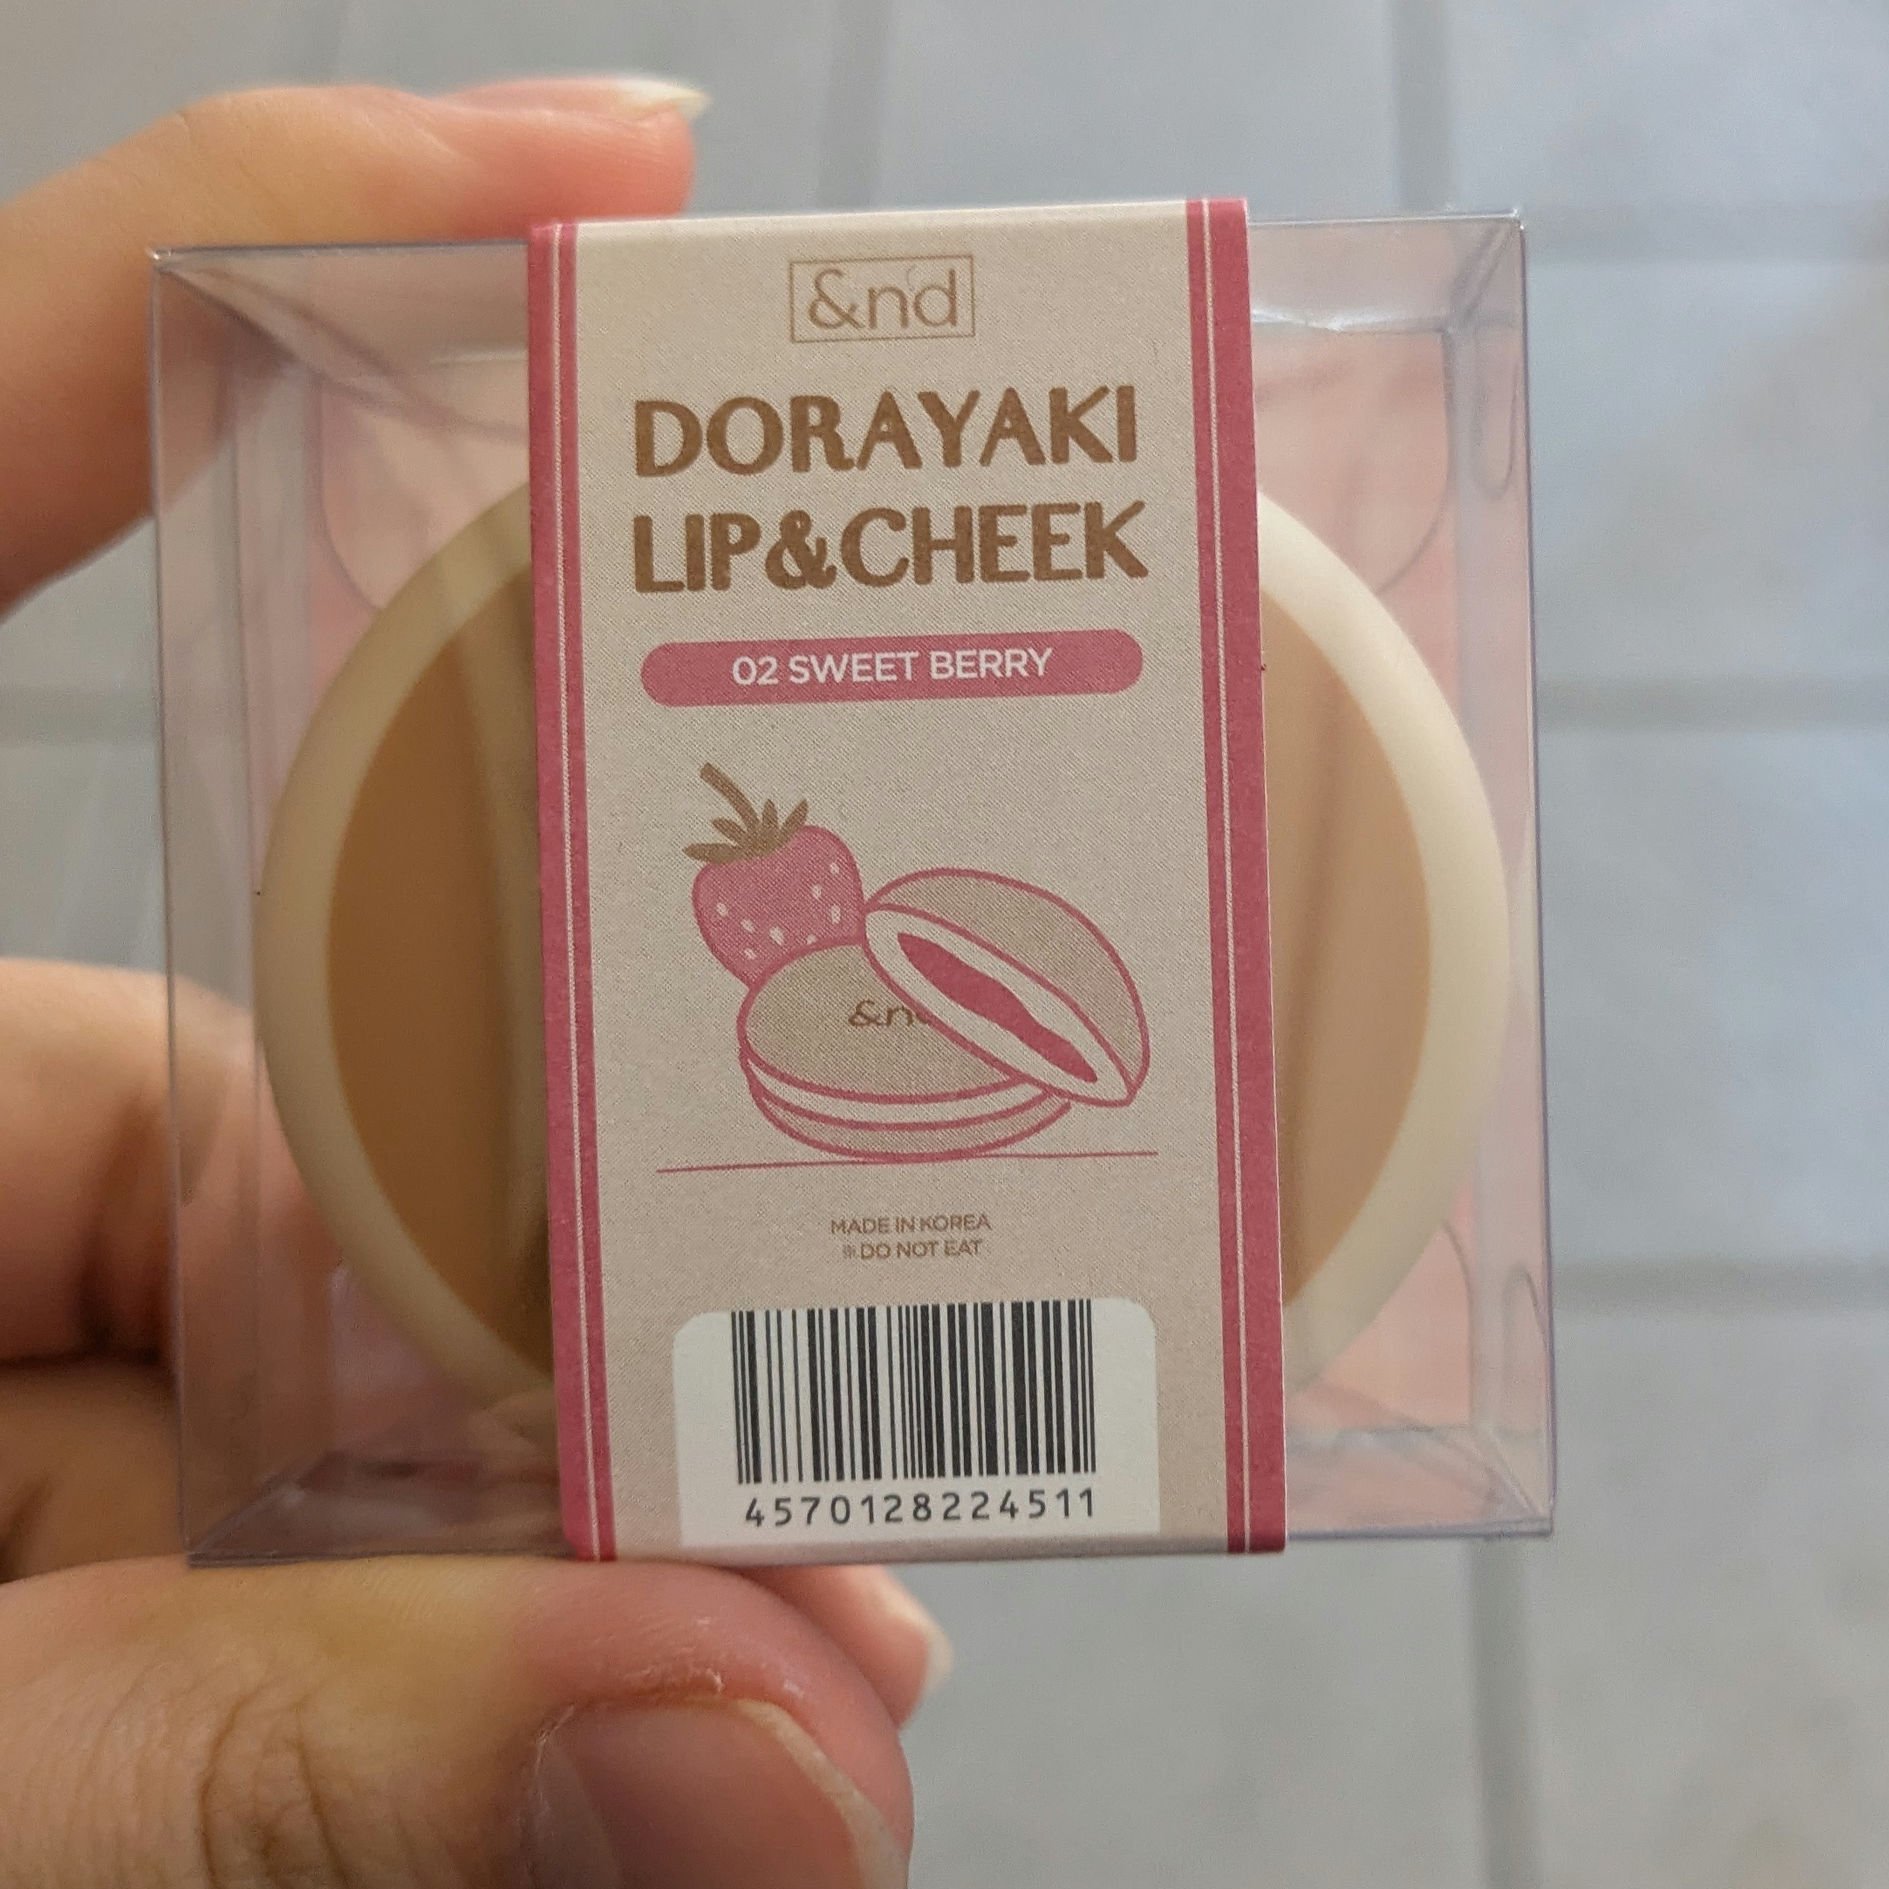 &nd
DORAYAKI
LIP&CHEEK
02 SWEET BERRY
&n
MADE IN KOREA
※DO NOT EAT
4570128224511